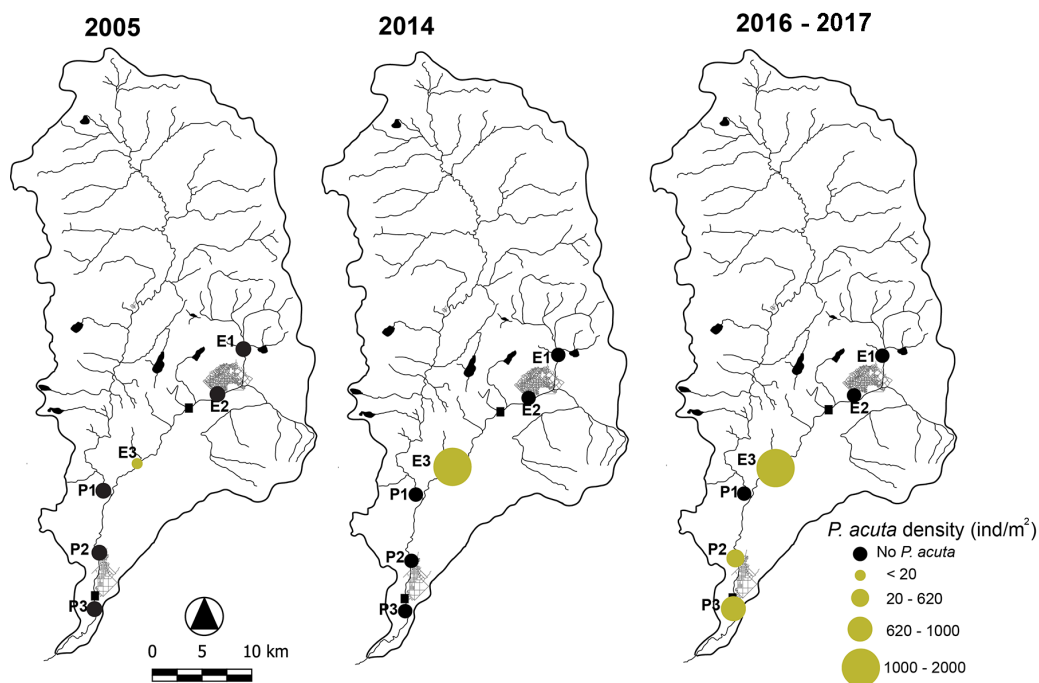 2005
2014
2016 - 2017
E1
E2
E3
P1
P2
P3
0 5 10 km
E1
E2
E3
P1
P2
P3
E1
E2
E3
P1
P2
P3
P. acuta density (ind/m²)
No P. acuta
< 20
20 - 620
620 - 1000
1000 - 2000